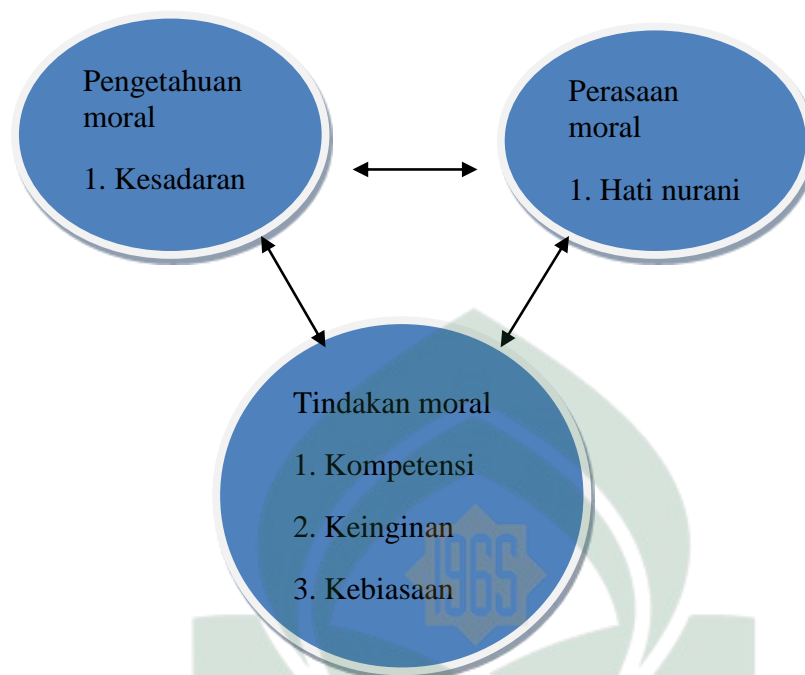 Pengetahuan
moral
1. Kesadaran
Perasaan
moral
1. Hati nurani
Tindakan moral
1. Kompetensi
2. Keinginan
3. Kebiasaan
1965